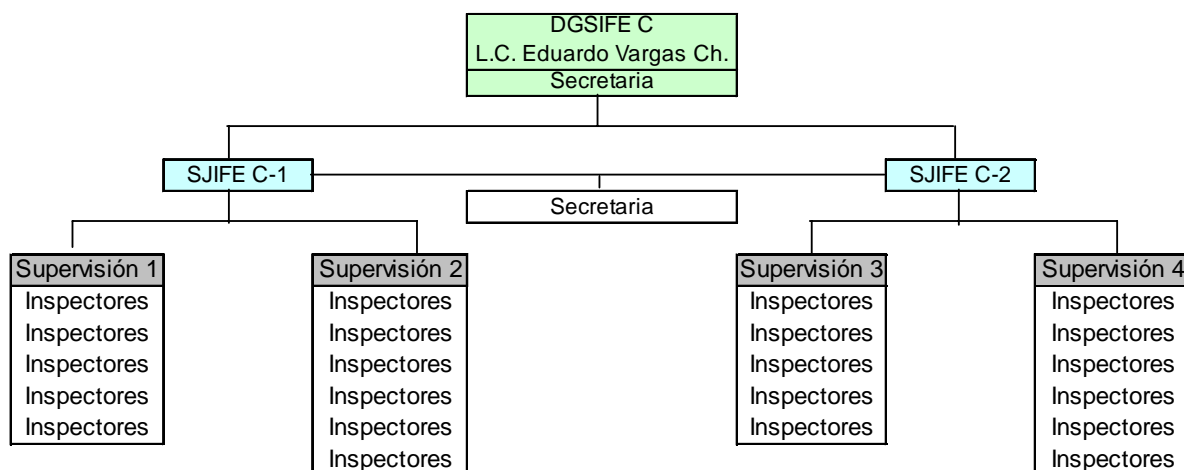 DGSIFE C
L.C. Eduardo Vargas Ch.
Secretaria
SJIFE C-1
SJIFE C-2
Secretaria
Supervisión 1
Inspectores
Inspectores
Inspectores
Inspectores
Inspectores
Supervisión 2
Inspectores
Inspectores
Inspectores
Inspectores
Inspectores
Inspectores
Supervisión 3
Inspectores
Inspectores
Inspectores
Inspectores
Inspectores
Supervisión 4
Inspectores
Inspectores
Inspectores
Inspectores
Inspectores
Inspectores